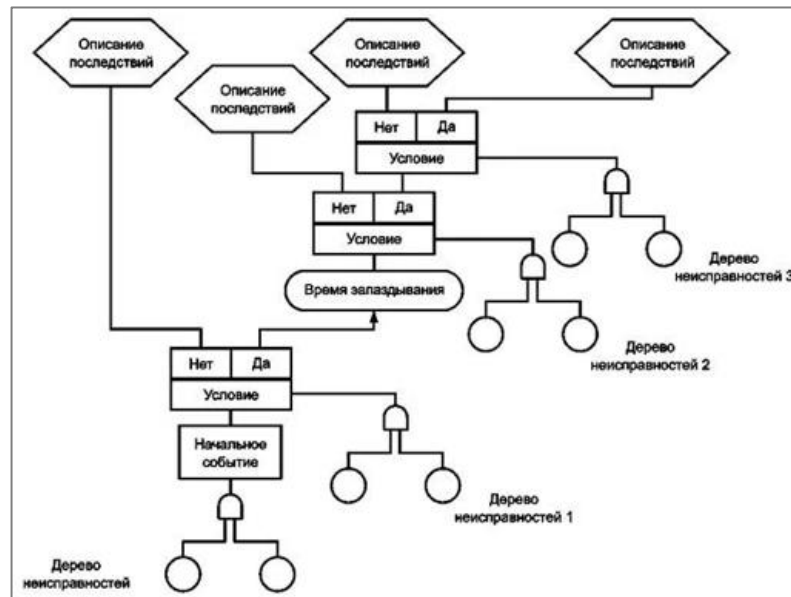 Описание
последствий
Описание
последствий
Описание
последствий
Описание
последствий
Нет
Да
Условие
Нет
Да
Условие
Дерево
неисправностей 3
Время запаздывания
Дерево
неисправностей 2
Нет
Да
Условие
Начальное
событие
Дерево
неисправностей 1
Дерево
неисправностей